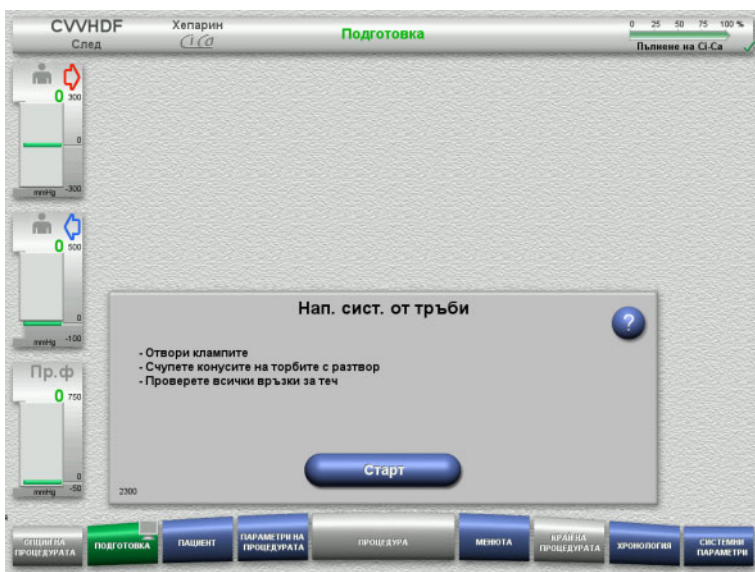 CVVHDF
След
Хепарин
Ci Ca
Подготовка
0 25 50 75 100 %
Пълнене на Ci-Ca
0
300
0
-300
mmHg
0
500
0
-100
mmHg
Пр.ф
0
750
0
-50
mmHg
Нап. сист. от тръби
?
- Отвори клампите
- Счупете конусите на торбите с разтвор
- Проверете всички връзки за теч
Старт
2300
ОПЦИИ НА ПРОЦЕДУРАТА
ПОДГОТОВКА
ПАЦИЕНТ
ПАРАМЕТРИ НА ПРОЦЕДУРАТА
ПРОЦЕДУРА
МЕНЮТА
КРАЙ НА ПРОЦЕДУРАТА
ХРОНОЛОГИЯ
СИСТЕМНИ ПАРАМЕТРИ